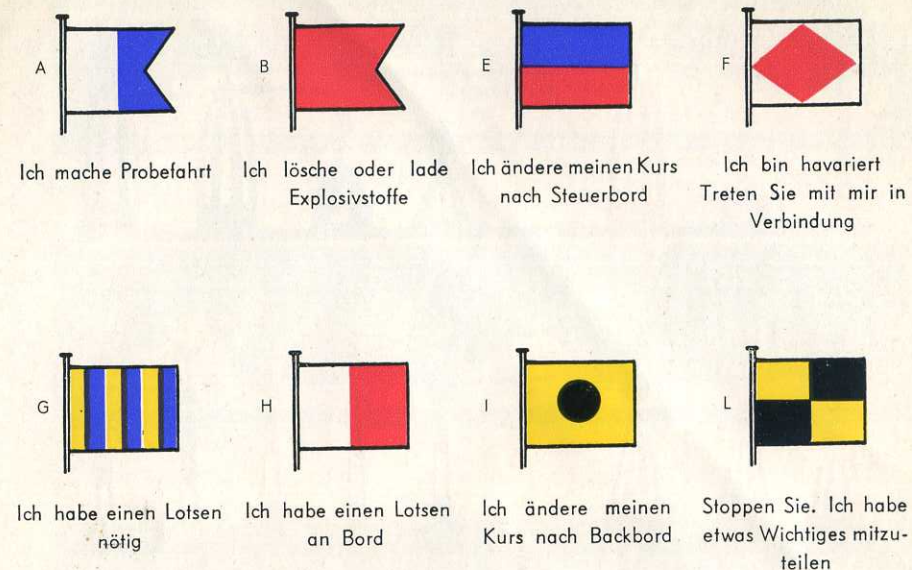 A
Ich mache Probefahrt
B
Ich lösche oder lade
Explosivstoffe
E
Ich ändere meinen Kurs
nach Steuerbord
F
Ich bin havariert
Treten Sie mit mir in
Verbindung
G
Ich habe einen Lotsen
nötig
H
Ich habe einen Lotsen
an Bord
I
Ich ändere meinen
Kurs nach Backbord
L
Stoppen Sie. Ich habe
etwas Wichtiges mitzu-
teilen